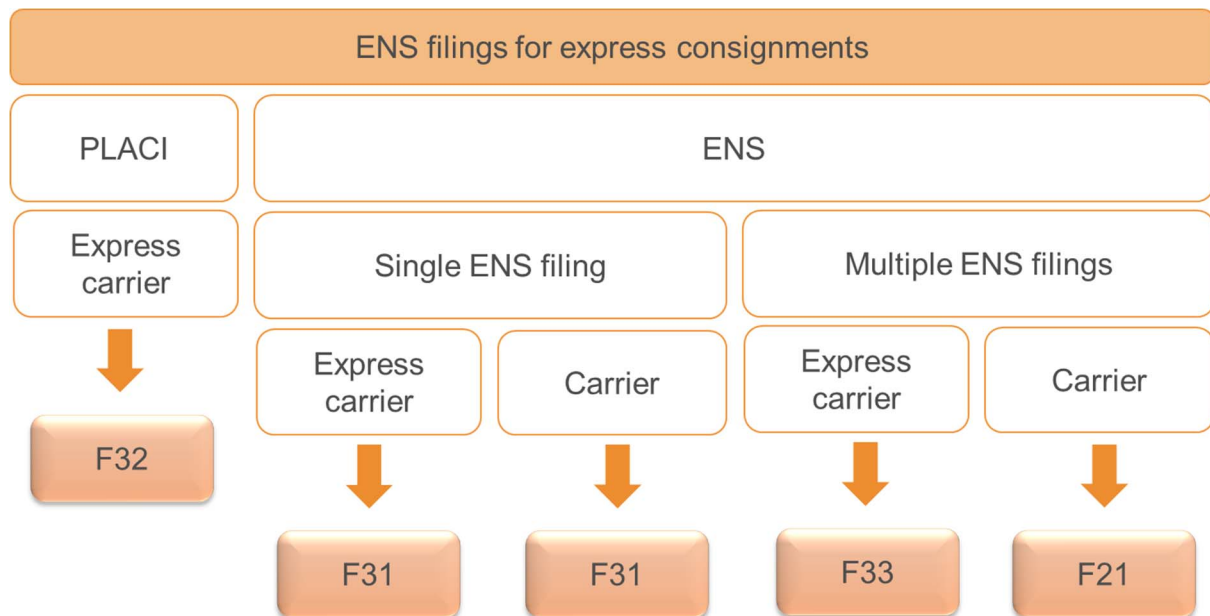 ENS filings for express consignments
PLACI
ENS
Express
carrier
Single ENS filing
Multiple ENS filings
Express
carrier
Carrier
Express
carrier
Carrier
F32
F31
F31
F33
F21